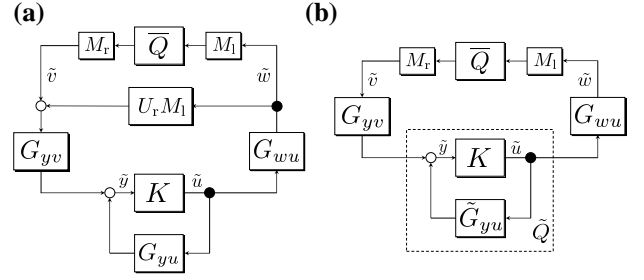 (a)
M_r
Q̅
M_l
ṽ
w̃
U_r M_l
G_yv
G_wu
ỹ
K
ũ
G_yu
(b)
M_r
Q̅
M_l
ṽ
w̃
G_yv
G_wu
ỹ
K
ũ
G̃_yu
Q̃